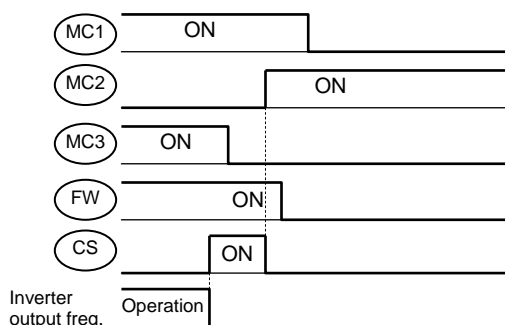 MC1 ON
MC2 ON
MC3 ON
FW ON
CS ON
Inverter
output freq.
Operation